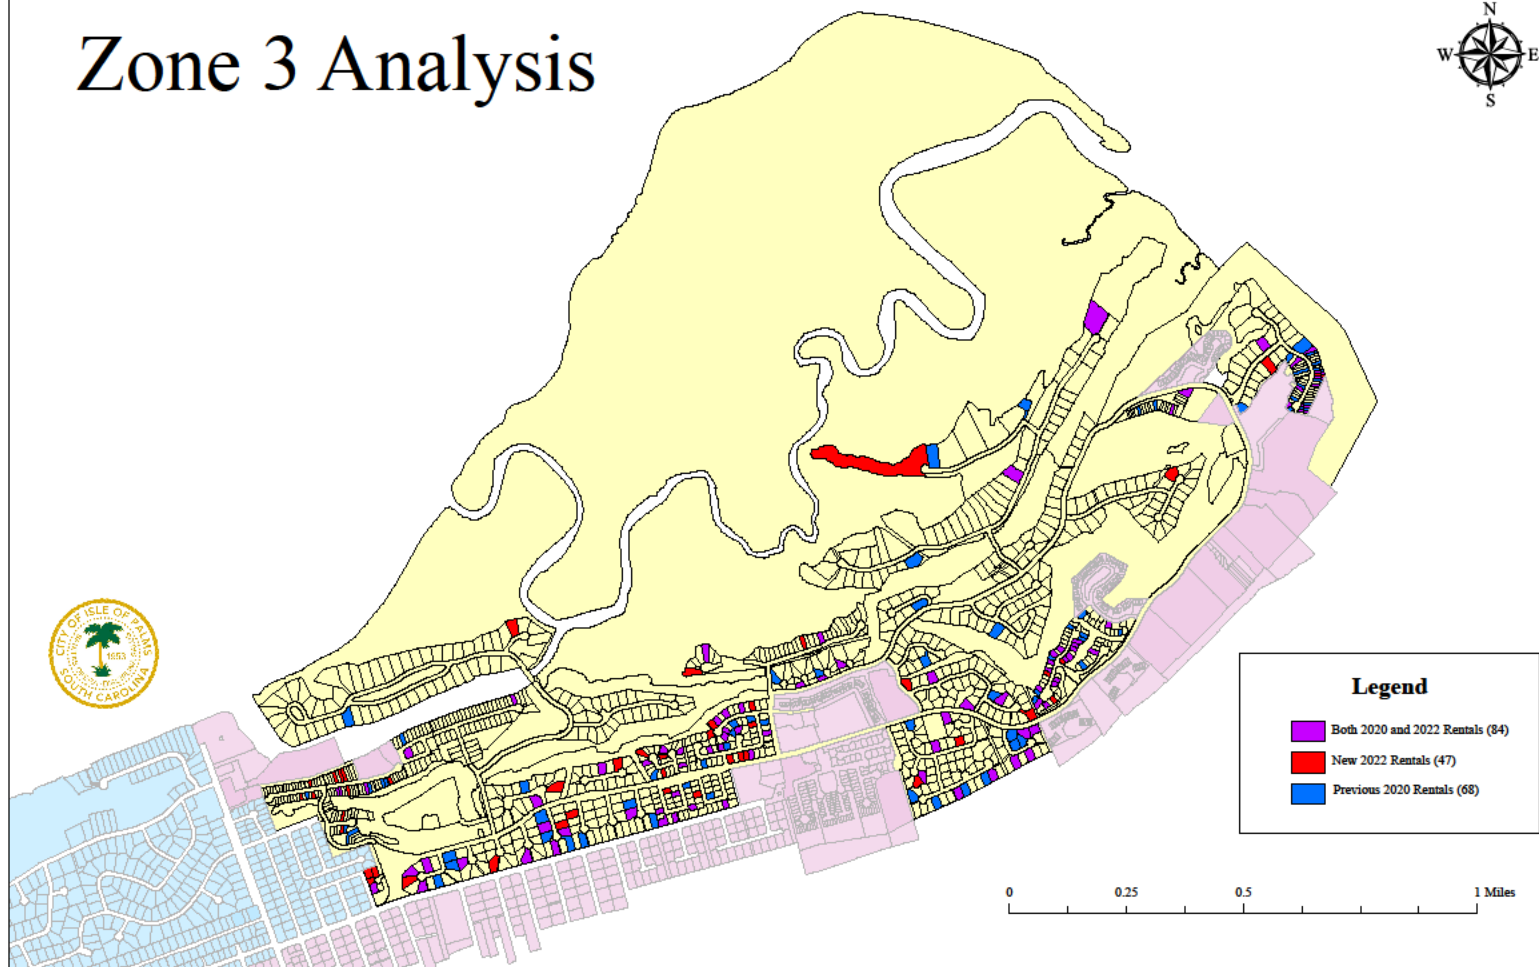 Zone 3 Analysis
N
W E
S
CITY OF ISLE OF PALMS
1953
SOUTH CAROLINA
Legend
Both 2020 and 2022 Rentals (84)
New 2022 Rentals (47)
Previous 2020 Rentals (68)
0 0.25 0.5 1 Miles